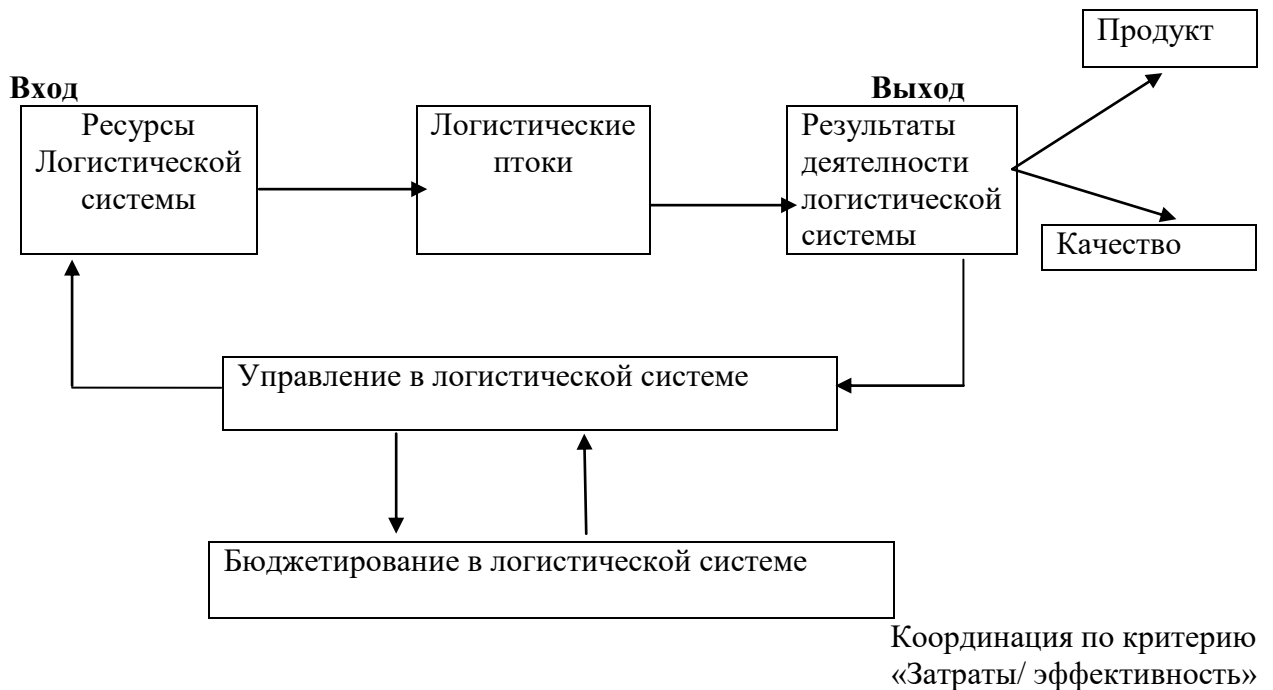 Продукт
Вход
Выход
Ресурсы
Логистической
системы
Логистические
птоки
Результаты
деятелности
логистической
системы
Качество
Управление в логистической системе
Бюджетирование в логистической системе
Координация по критерию
«Затраты/ эффективность»